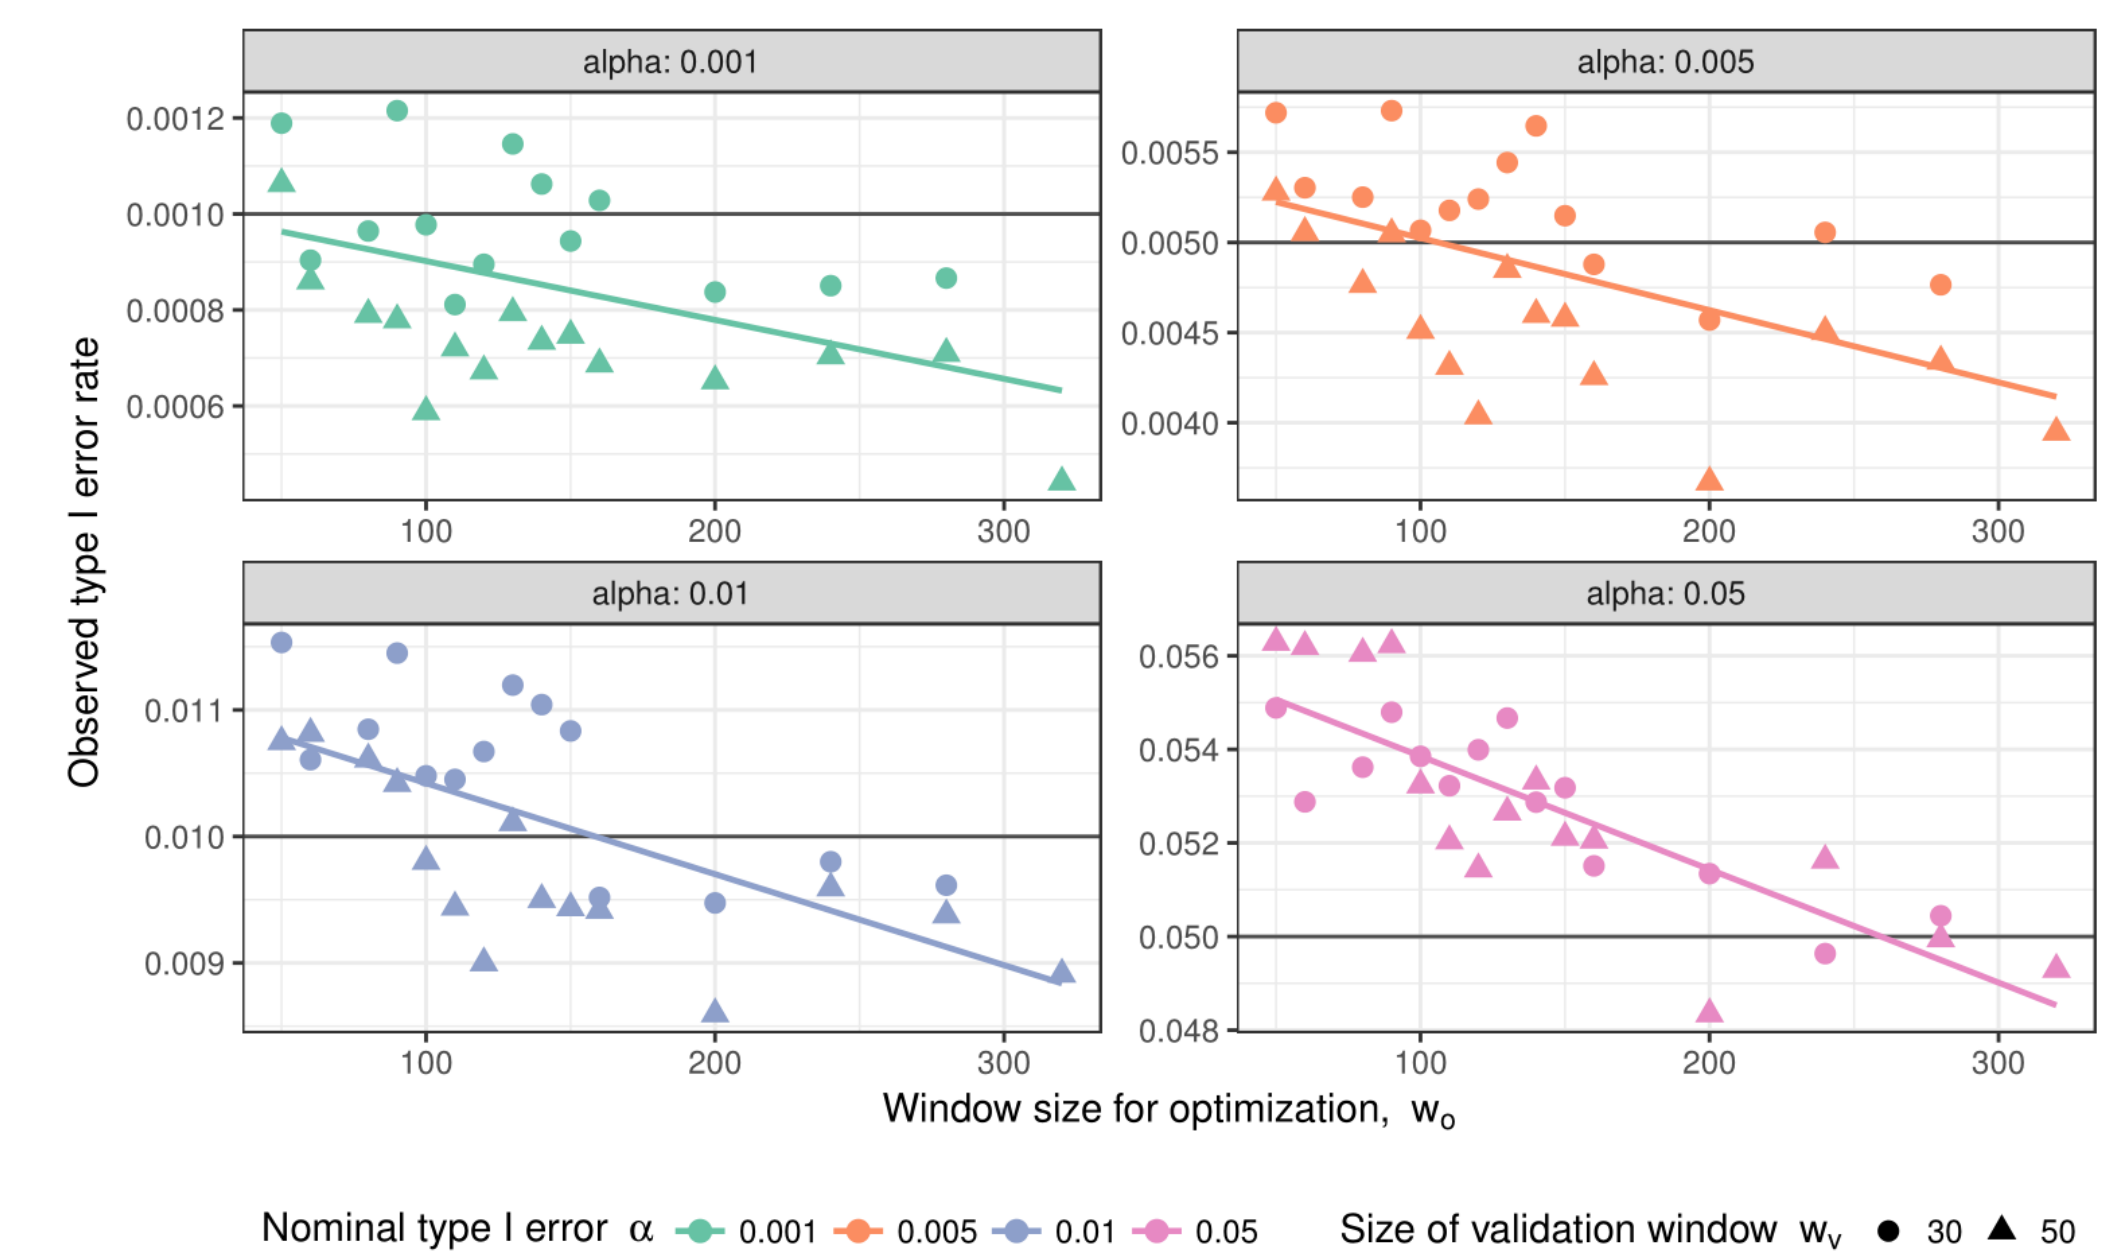 alpha: 0.001
alpha: 0.005
0.0012
0.0010
0.0008
0.0006
0.0055
0.0050
0.0045
0.0040
100 200 300
100 200 300
Observed type I error rate
alpha: 0.01
alpha: 0.05
0.011
0.010
0.009
0.056
0.054
0.052
0.050
0.048
100 200 300
100 200 300
Window size for optimization, wo
Nominal type I error α 0.001 0.005 0.01 0.05 Size of validation window wv 30 50